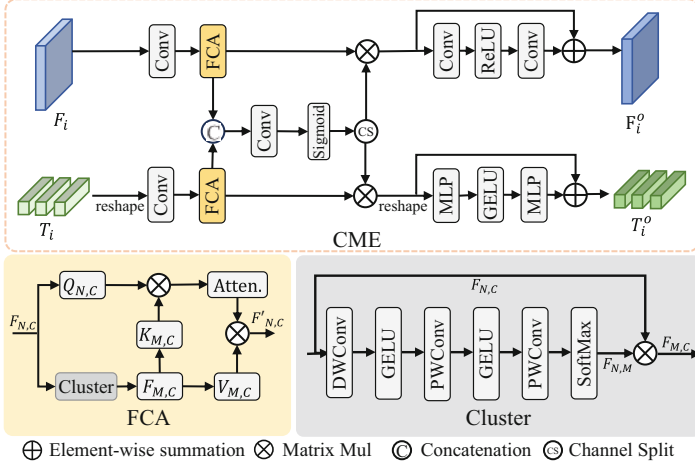 F_i
Conv
FCA
Conv
ReLU
Conv
F_i^o
C
Conv
Sigmoid
CS
T_i
reshape
Conv
FCA
reshape
MLP
GELU
MLP
T_i^o
CME
F_{N,C}
Q_{N,C}
Atten.
K_{M,C}
F'_{N,C}
Cluster
F_{M,C}
V_{M,C}
FCA
F_{N,C}
DWConv
GELU
PWConv
GELU
PWConv
SoftMax
F_{N,M}
F_{M,C}
Cluster
Element-wise summation
Matrix Mul
C Concatenation
CS Channel Split